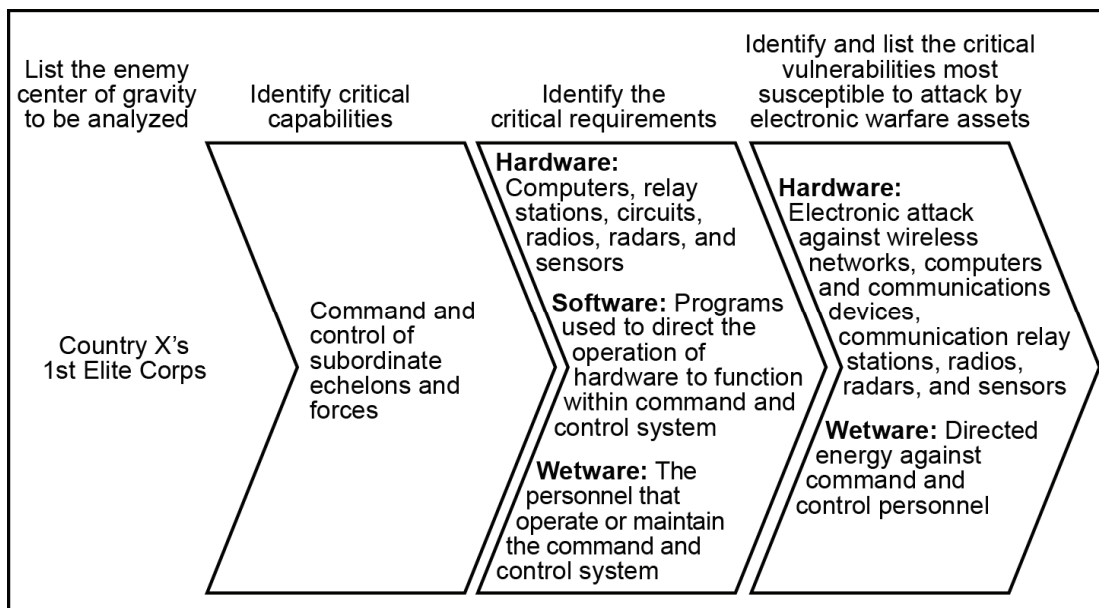 List the enemy
center of gravity
to be analyzed
Identify critical
capabilities
Identify the
critical requirements
Identify and list the critical
vulnerabilities most
susceptible to attack by
electronic warfare assets
Country X's
1st Elite Corps
Command and
control of
subordinate
echelons and
forces
Hardware:
Computers, relay
stations, circuits,
radios, radars, and
sensors
Software: Programs
used to direct the
operation of
hardware to function
within command and
control system
Wetware: The
personnel that
operate or maintain
the command and
control system
Hardware:
Electronic attack
against wireless
networks, computers
and communications
devices,
communication relay
stations, radios,
radars, and sensors
Wetware: Directed
energy against
command and
control personnel